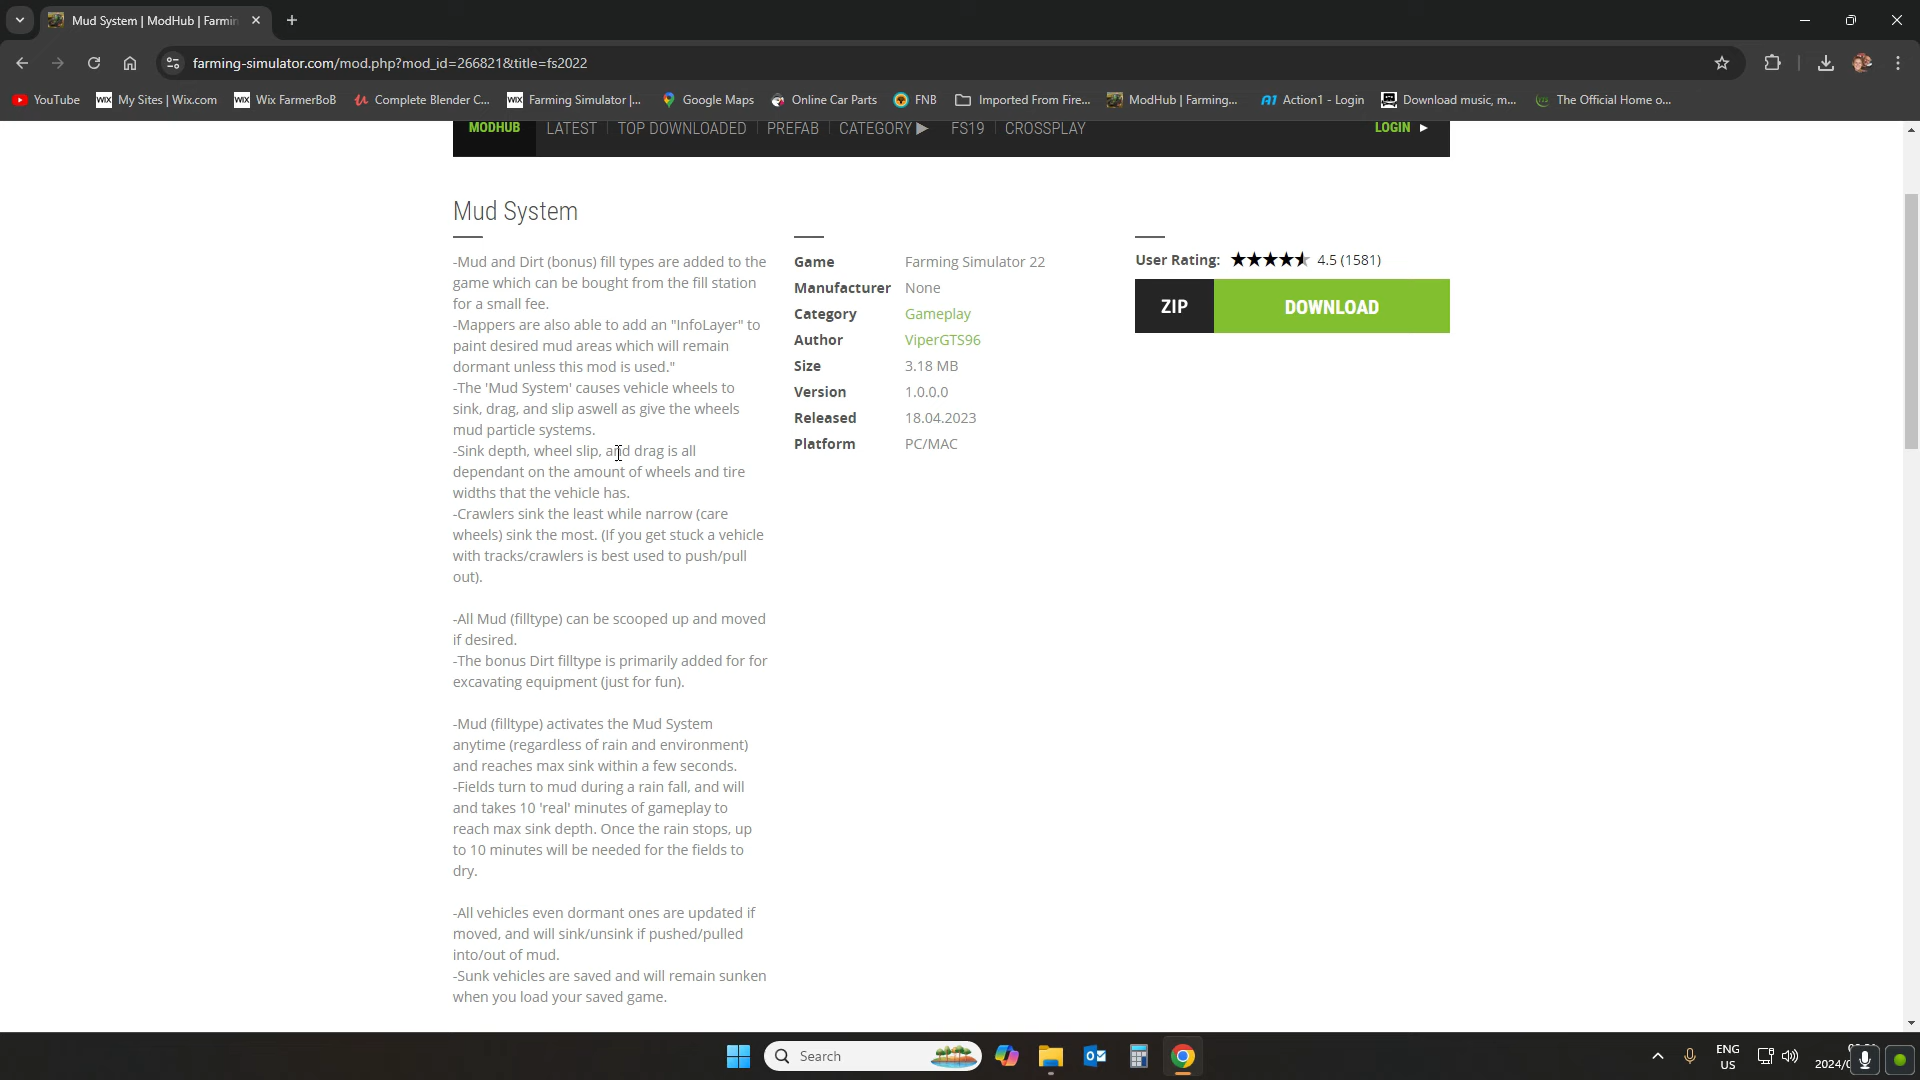 Mud System | ModHub | Farmin
farming-simulator.com/mod.php?mod_id=266821&title=fs2022
YouTube
My Sites | Wix.com
Wix FarmerBoB
Complete Blender C...
Farming Simulator |...
Google Maps
Online Car Parts
FNB
Imported From Fire...
ModHub | Farming...
Action1 - Login
Download music, m...
The Official Home o...
MODHUB LATEST TOP DOWNLOADED PREFAB CATEGORY FS19 CROSSPLAY LOGIN
Mud System
-Mud and Dirt (bonus) fill types are added to the
game which can be bought from the fill station
for a small fee.
-Mappers are also able to add an "InfoLayer" to
paint desired mud areas which will remain
dormant unless this mod is used."
-The 'Mud System' causes vehicle wheels to
sink, drag, and slip aswell as give the wheels
mud particle systems.
-Sink depth, wheel slip, and drag is all
dependant on the amount of wheels and tire
widths that the vehicle has.
-Crawlers sink the least while narrow (care
wheels) sink the most. (If you get stuck a vehicle
with tracks/crawlers is best used to push/pull
out).
-All Mud (filltype) can be scooped up and moved
if desired.
-The bonus Dirt filltype is primarily added for for
excavating equipment (just for fun).
-Mud (filltype) activates the Mud System
anytime (regardless of rain and environment)
and reaches max sink within a few seconds.
-Fields turn to mud during a rain fall, and will
and takes 10 'real' minutes of gameplay to
reach max sink depth. Once the rain stops, up
to 10 minutes will be needed for the fields to
dry.
-All vehicles even dormant ones are updated if
moved, and will sink/unsink if pushed/pulled
into/out of mud.
-Sunk vehicles are saved and will remain sunken
when you load your saved game.
Game Farming Simulator 22
Manufacturer None
Category Gameplay
Author ViperGTS96
Size 3.18 MB
Version 1.0.0.0
Released 18.04.2023
Platform PC/MAC
User Rating: 4.5 (1581)
ZIP DOWNLOAD
Search
ENG
US
2024/